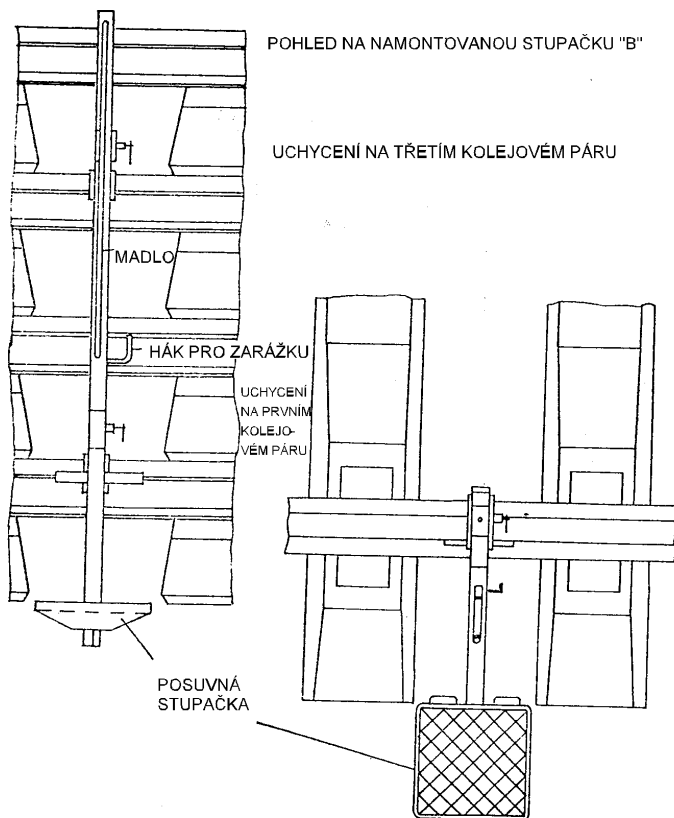 POHLED NA NAMONTOVANOU STUPAČKU "B"
UCHYCENÍ NA TŘETÍM KOLEJOVÉM PÁRU
MADLO
HÁK PRO ZARÁŽKU
UCHYCENÍ
NA PRVNÍM
KOLEJO-
VÉM PÁRU
POSUVNÁ
STUPAČKA